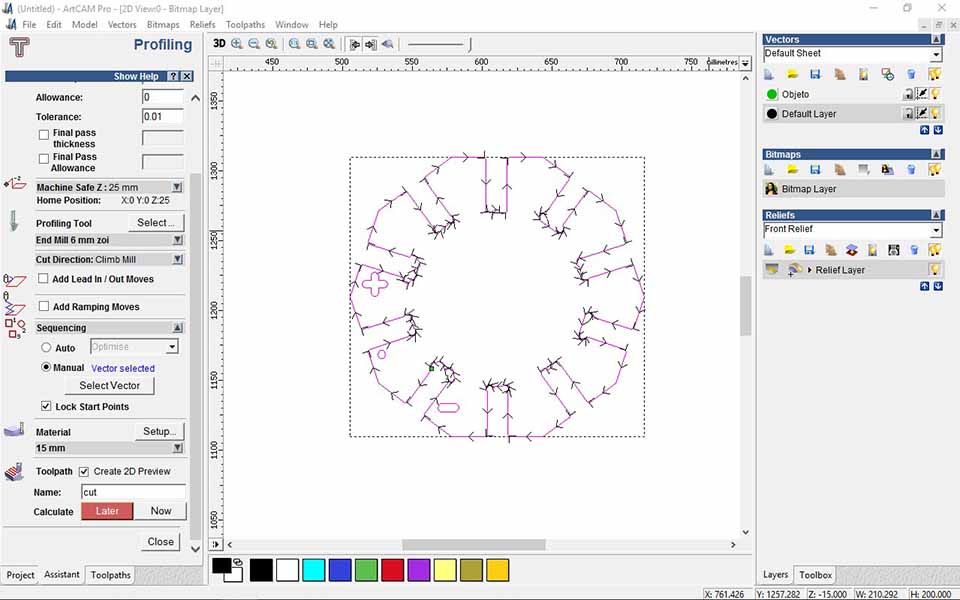 (Untitled) - ArtCAM Pro - [2D View:0 - Bitmap Layer]
File Edit Model Vectors Bitmaps Reliefs Toolpaths Window Help
Profiling
Show Help ? X
Allowance: 0
Tolerance: 0.01
Final pass
thickness
Final Pass
Allowance
Machine Safe Z : 25 mm
Home Position: X:0 Y:0 Z:25
Profiling Tool Select...
End Mill 6 mm zoi
Cut Direction: Climb Mill
Add Lead In / Out Moves
Add Ramping Moves
Sequencing
Auto Optimise
Manual Vector selected
Select Vector
Lock Start Points
Material Setup...
15 mm
Toolpath Create 2D Preview
Name: cut
Calculate Later Now
Close
Project Assistant Toolpaths
3D
450 500 550 600 650 700 750
1350
1300
1250
1200
1150
1100
1050
Vectors
Default Sheet
Objeto
Default Layer
Bitmaps
Bitmap Layer
Reliefs
Front Relief
Relief Layer
Layers Toolbox
X: 761.426 Y: 1257.282 Z: -15.000 W: 210.292 H: 200.000